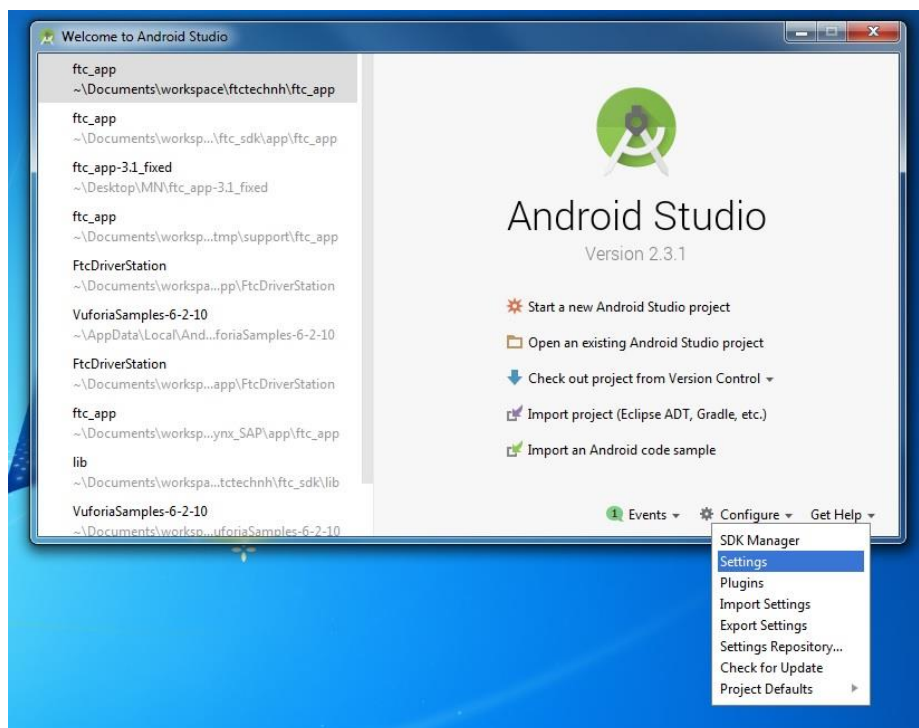 Welcome to Android Studio
ftc_app
~\Documents\workspace\ftctechnh\ftc_app
ftc_app
~\Documents\worksp...\ftc_sdk\app\ftc_app
ftc_app-3.1_fixed
~\Desktop\MN\ftc_app-3.1_fixed
ftc_app
~\Documents\worksp...tmp\support\ftc_app
FtcDriverStation
~\Documents\workspa...pp\FtcDriverStation
VuforiaSamples-6-2-10
~\AppData\Local\And...foriaSamples-6-2-10
FtcDriverStation
~\Documents\worksp...app\FtcDriverStation
ftc_app
~\Documents\worksp...ynx_SAP\app\ftc_app
lib
~\Documents\workspa...tctechnh\ftc_sdk\lib
VuforiaSamples-6-2-10
~\Documents\worksp...uforiaSamples-6-2-10
Android Studio
Version 2.3.1
Start a new Android Studio project
Open an existing Android Studio project
Check out project from Version Control
Import project (Eclipse ADT, Gradle, etc.)
Import an Android code sample
1 Events Configure Get Help
SDK Manager
Settings
Plugins
Import Settings
Export Settings
Settings Repository...
Check for Update
Project Defaults